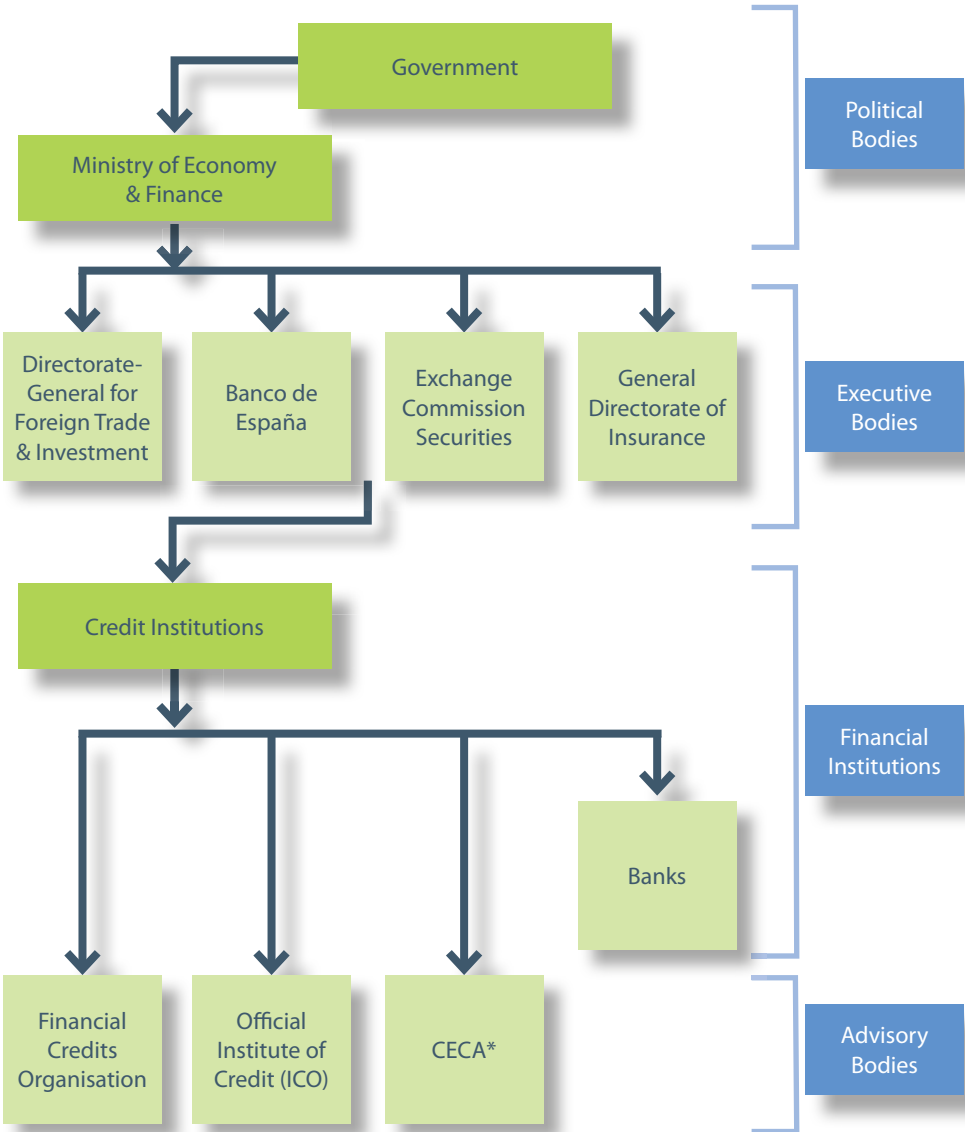 Government
Political
Bodies
Ministry of Economy
& Finance
Directorate-
General for
Foreign Trade
& Investment
Banco de
España
Exchange
Commission
Securities
General
Directorate of
Insurance
Executive
Bodies
Credit Institutions
Financial
Institutions
Banks
Financial
Credits
Organisation
Official
Institute of
Credit (ICO)
CECA*
Advisory
Bodies